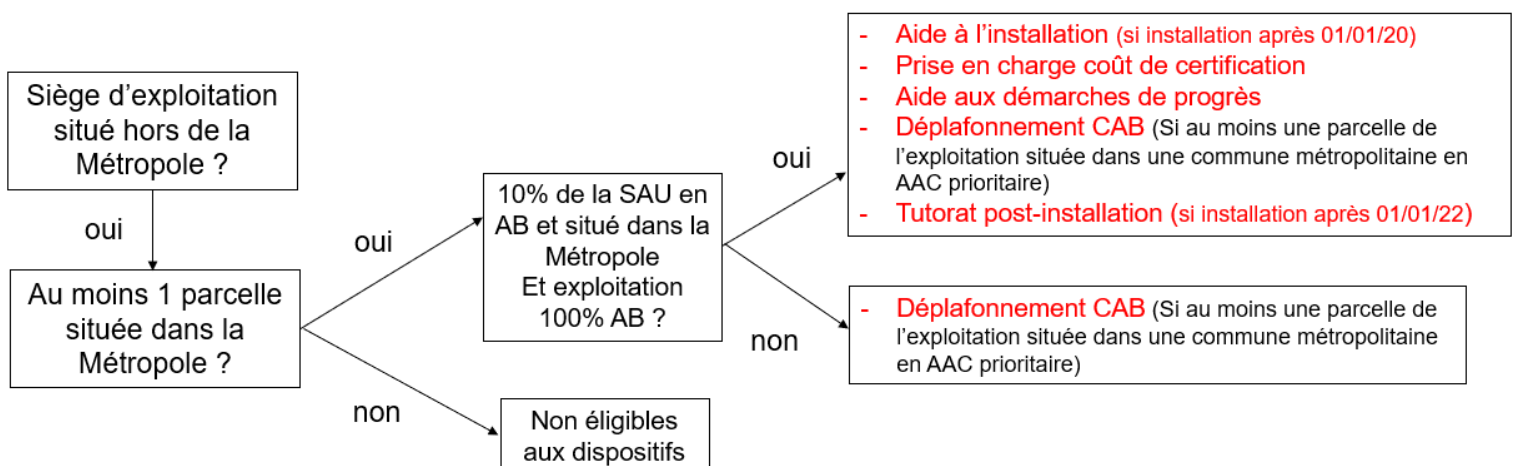 Siège d’exploitation
situé hors de la
Métropole ?
oui
Au moins 1 parcelle
située dans la
Métropole ?
oui
non
10% de la SAU en
AB et situé dans la
Métropole
Et exploitation
100% AB ?
Non éligibles
aux dispositifs
oui
non
- Aide à l’installation (si installation après 01/01/20)
- Prise en charge coût de certification
- Aide aux démarches de progrès
- Déplafonnement CAB (Si au moins une parcelle de
l’exploitation située dans une commune métropolitaine en
AAC prioritaire)
- Tutorat post-installation (si installation après 01/01/22)
- Déplafonnement CAB (Si au moins une parcelle de
l’exploitation située dans une commune métropolitaine
en AAC prioritaire)